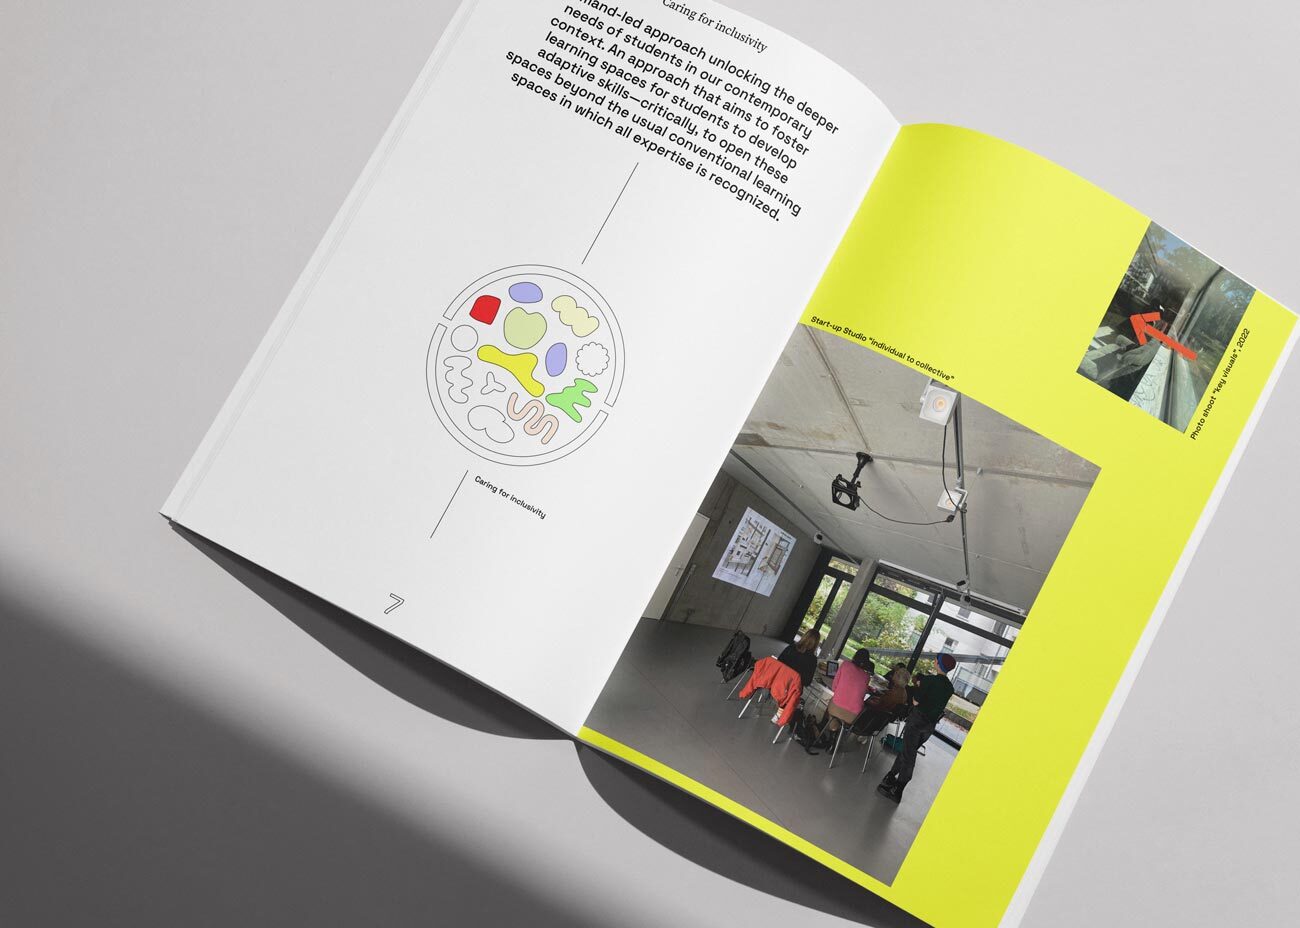 Caring for inclusivity
mand-led approach unlocking the deeper
needs of students in our contemporary
context. An approach that aims to foster
learning spaces for students to develop
adaptive skills—critically, to open these
spaces beyond the usual conventional learning
spaces in which all expertise is recognized.
Caring for inclusivity
7
Start-up Studio "individual to collective"
Photo shoot "key visuals", 2022